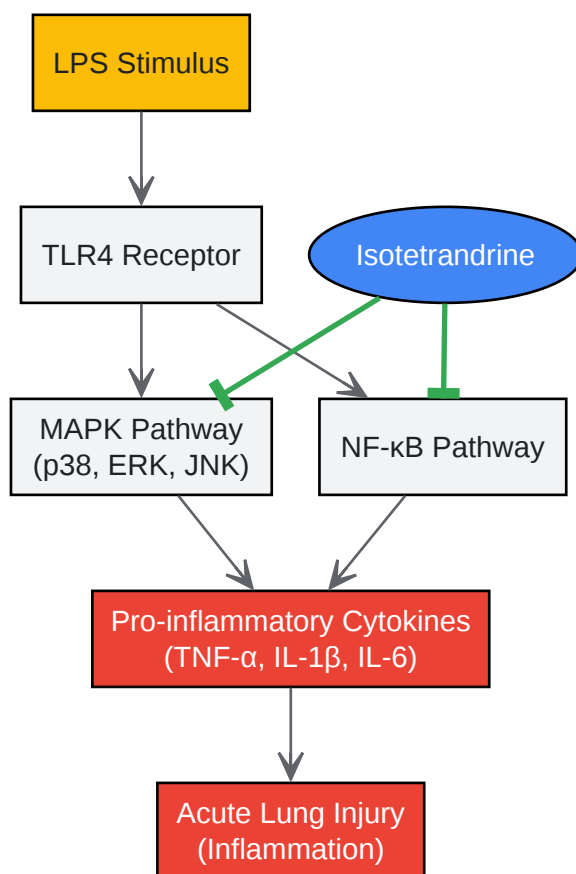 LPS Stimulus
TLR4 Receptor
Isotetrandrine
MAPK Pathway
(p38, ERK, JNK)
NF-κB Pathway
Pro-inflammatory Cytokines
(TNF-α, IL-1β, IL-6)
Acute Lung Injury
(Inflammation)